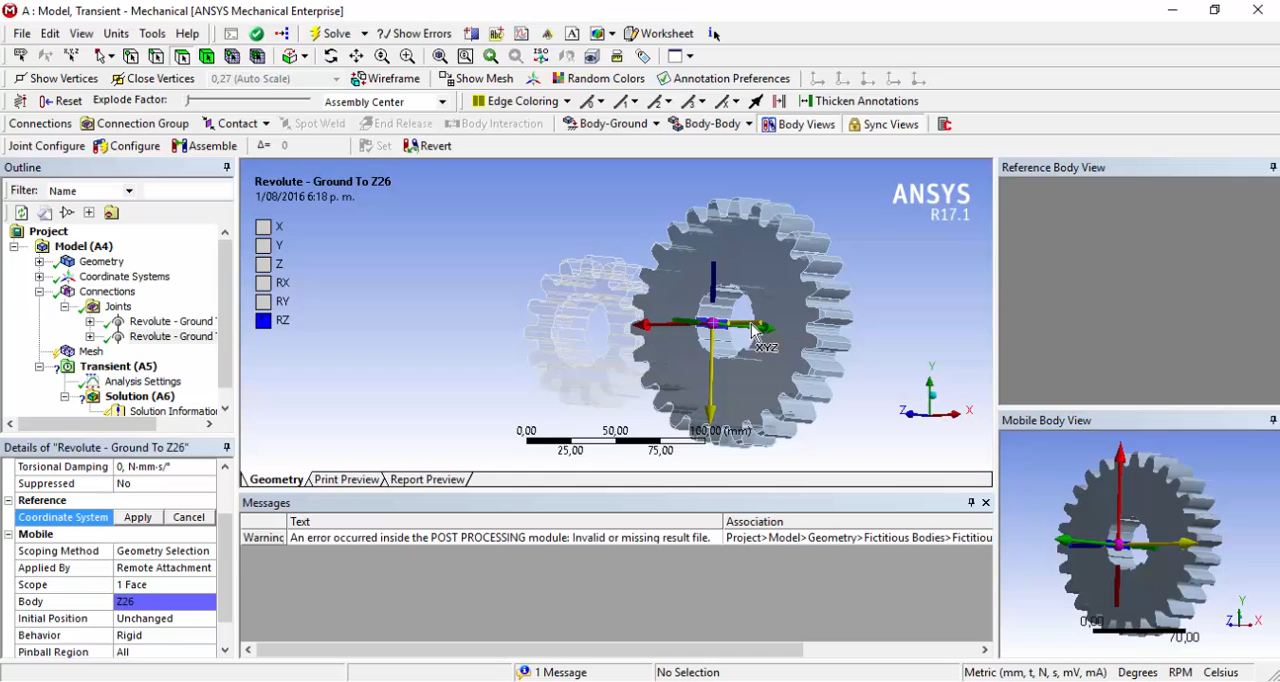 A : Model, Transient - Mechanical [ANSYS Mechanical Enterprise]
File Edit View Units Tools Help Solve ?/Show Errors Worksheet
Show Vertices Close Vertices 0,27 (Auto Scale) Wireframe Show Mesh Random Colors Annotation Preferences
Reset Explode Factor: Assembly Center Edge Coloring Thicken Annotations
Connections Connection Group Contact Spot Weld End Release Body Interaction Body-Ground Body-Body Body Views Sync Views
Joint Configure Configure Assemble Δ= 0 Set Revert
Outline
Filter: Name
Project
Model (A4)
Geometry
Coordinate Systems
Connections
Joints
Revolute - Ground
Revolute - Ground
Mesh
Transient (A5)
Analysis Settings
Solution (A6)
Solution Informatio
Details of "Revolute - Ground To Z26"
Torsional Damping 0, N·mm·s/°
Suppressed No
Reference
Coordinate System Apply Cancel
Mobile
Scoping Method Geometry Selection
Applied By Remote Attachment
Scope 1 Face
Body Z26
Initial Position Unchanged
Behavior Rigid
Pinball Region All
Revolute - Ground To Z26
1/08/2016 6:18 p. m.
X
Y
Z
RX
RY
RZ
ANSYS
R17.1
XYZ
0,00 50,00 100,00 (mm)
25,00 75,00
Y
Z X
Geometry Print Preview Report Preview
Messages
Text Association
Warning An error occurred inside the POST PROCESSING module: Invalid or missing result file. Project>Model>Geometry>Fictitious Bodies>Fictitiou
Reference Body View
Mobile Body View
0,00 70,00
Y
Z X
1 Message No Selection Metric (mm, t, N, s, mV, mA) Degrees RPM Celsius